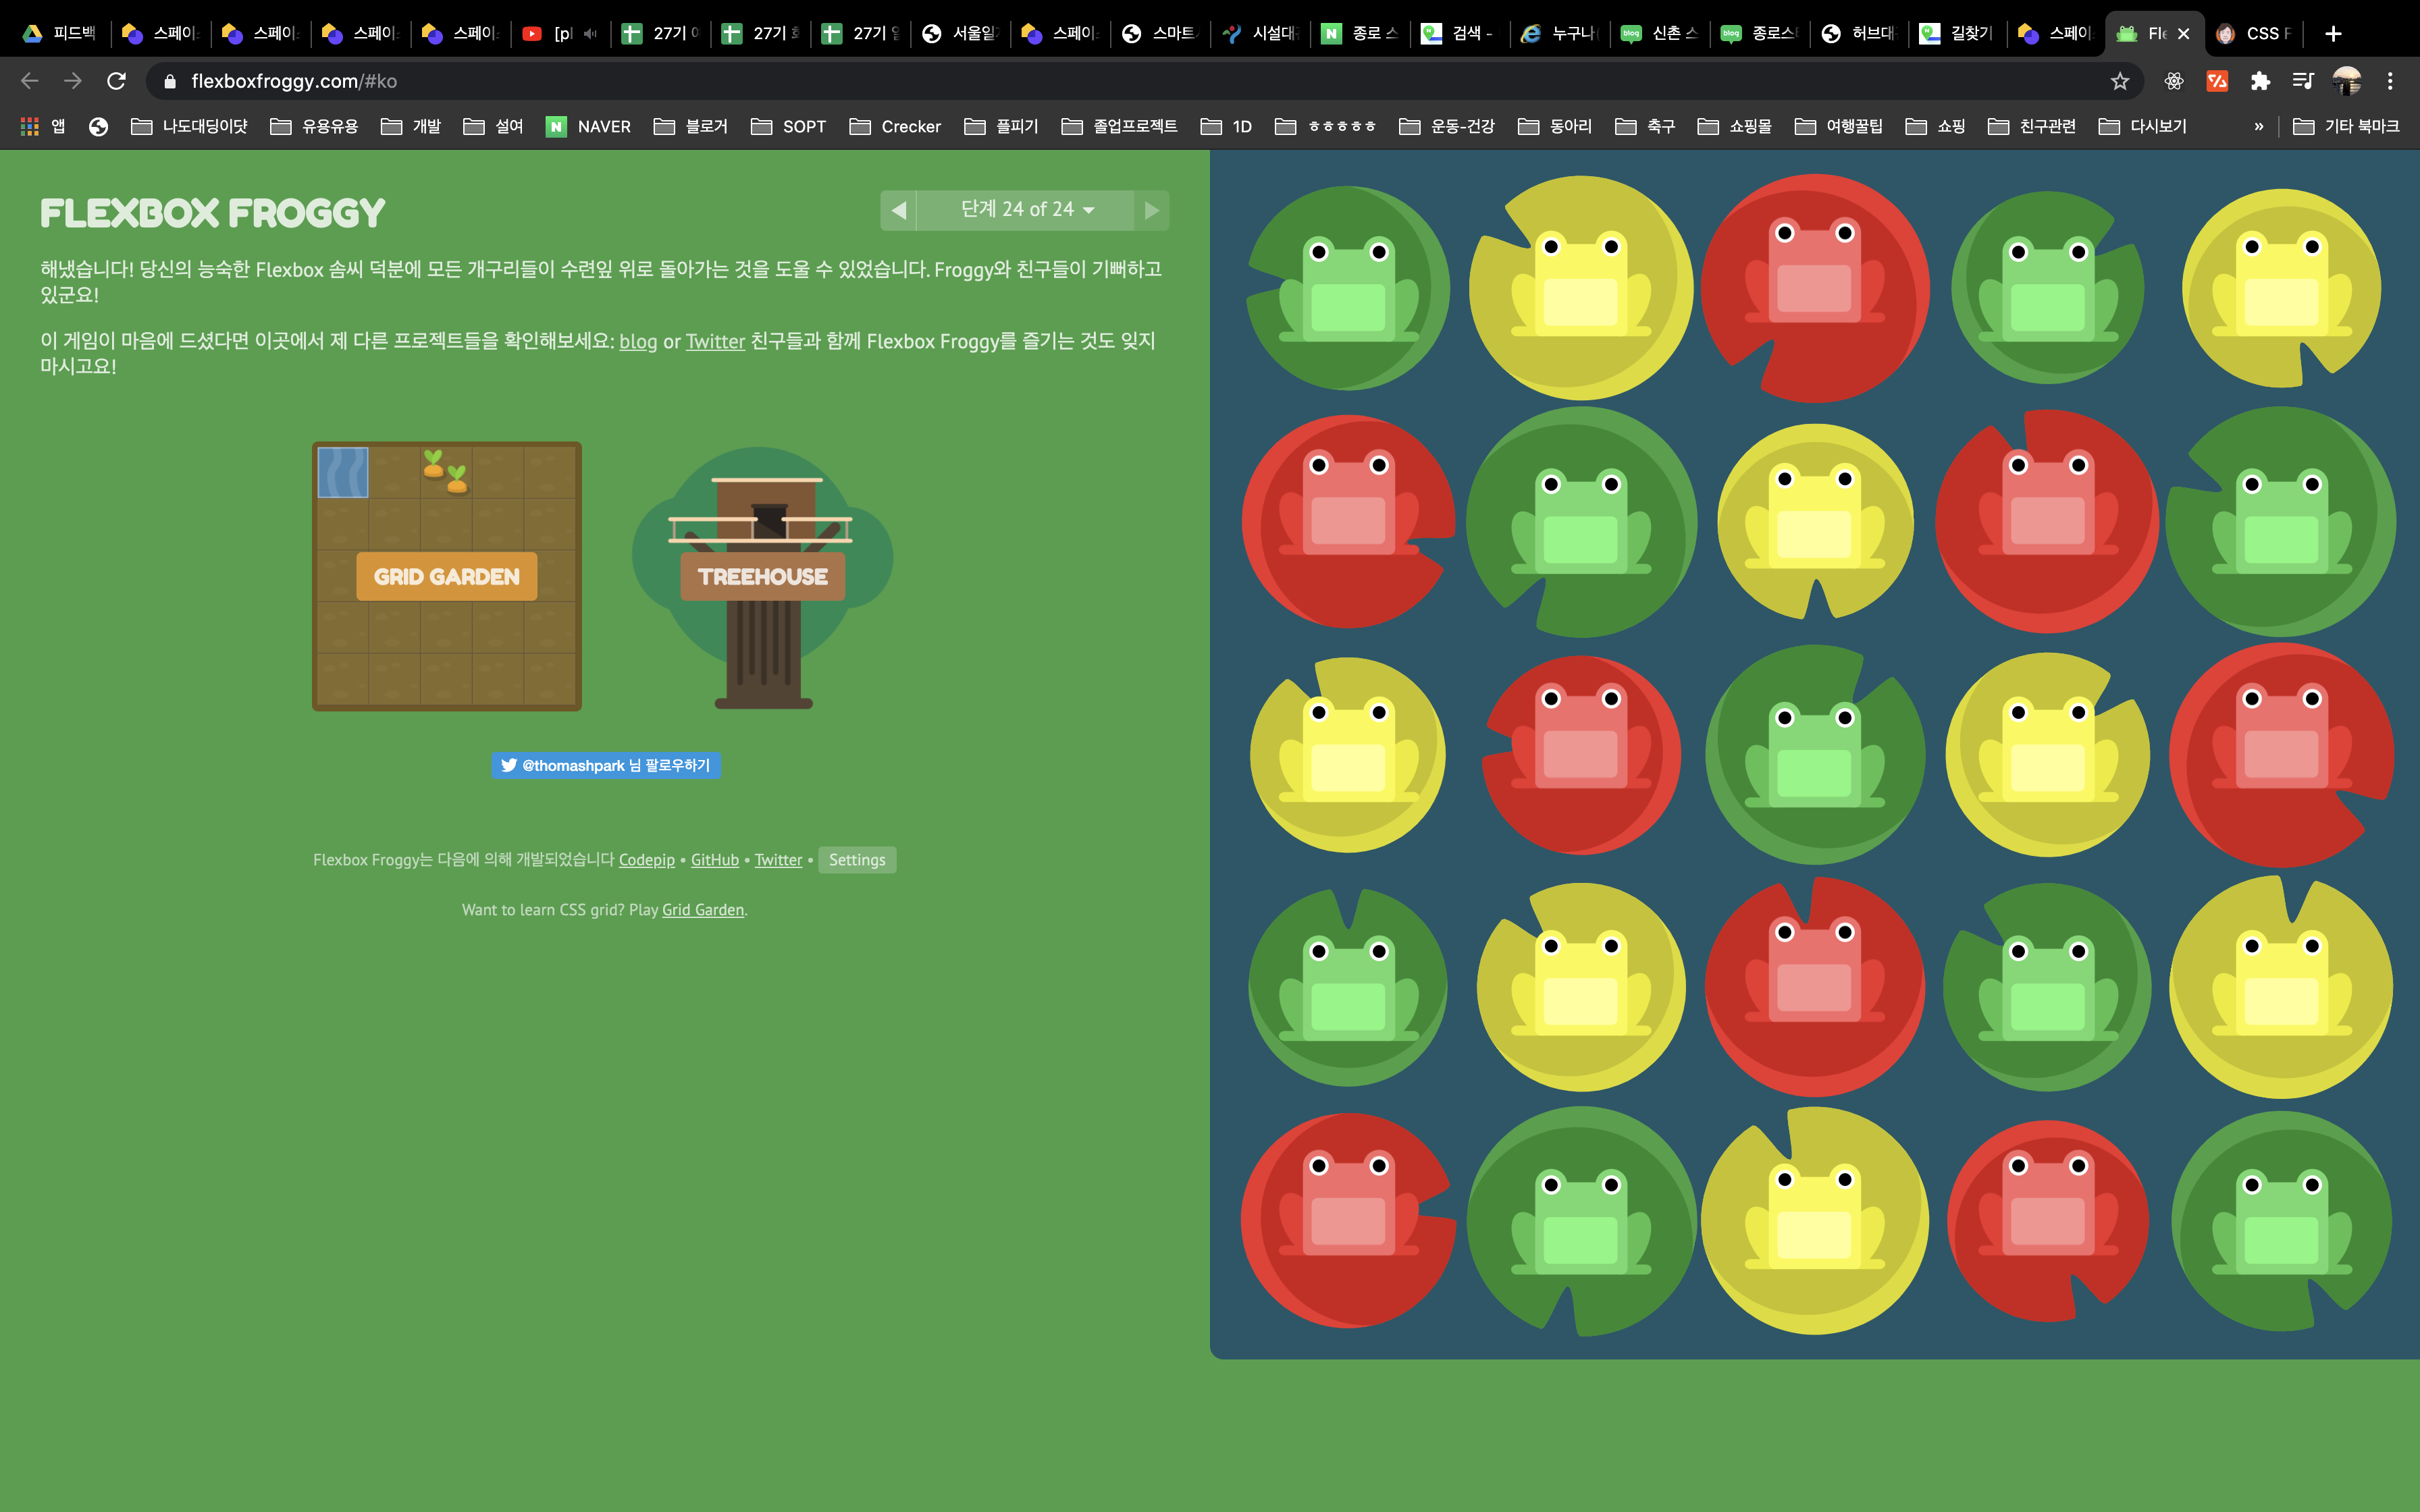 피드백
스페이
스페이
스페이
스페이
[pl
27기
27기
27기
서울일
스페이
스마트
시설대
종로 스
검색 -
누구나
신촌 스
종로스
허브대
길찾기
스페이
Fle
CSS F
flexboxfroggy.com/#ko
앱
나도대딩이댯
유용유용
개발
설여
N NAVER
블로거
SOPT
Crecker
플피기
졸업프로젝트
1D
ㅎㅎㅎㅎㅎ
운동-건강
동아리
축구
쇼핑몰
여행꿀팁
쇼핑
친구관련
다시보기
»
기타 북마크
FLEXBOX FROGGY
단계 24 of 24
해냈습니다! 당신의 능숙한 Flexbox 솜씨 덕분에 모든 개구리들이 수련잎 위로 돌아가는 것을 도울 수 있었습니다. Froggy와 친구들이 기뻐하고
있군요!
이 게임이 마음에 드셨다면 이곳에서 제 다른 프로젝트들을 확인해보세요: blog or Twitter 친구들과 함께 Flexbox Froggy를 즐기는 것도 잊지
마시고요!
GRID GARDEN
TREEHOUSE
@thomashpark 님 팔로우하기
Flexbox Froggy는 다음에 의해 개발되었습니다 Codepip • GitHub • Twitter • Settings
Want to learn CSS grid? Play Grid Garden.